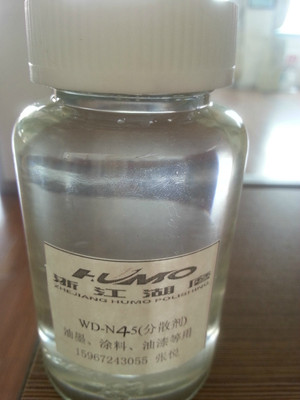 HUMO
浙江湖磨
ZHEJIANG HUMO POLISHING
WD-N45(分散剂)
油墨、涂料、油漆等用
15967243055 张悦